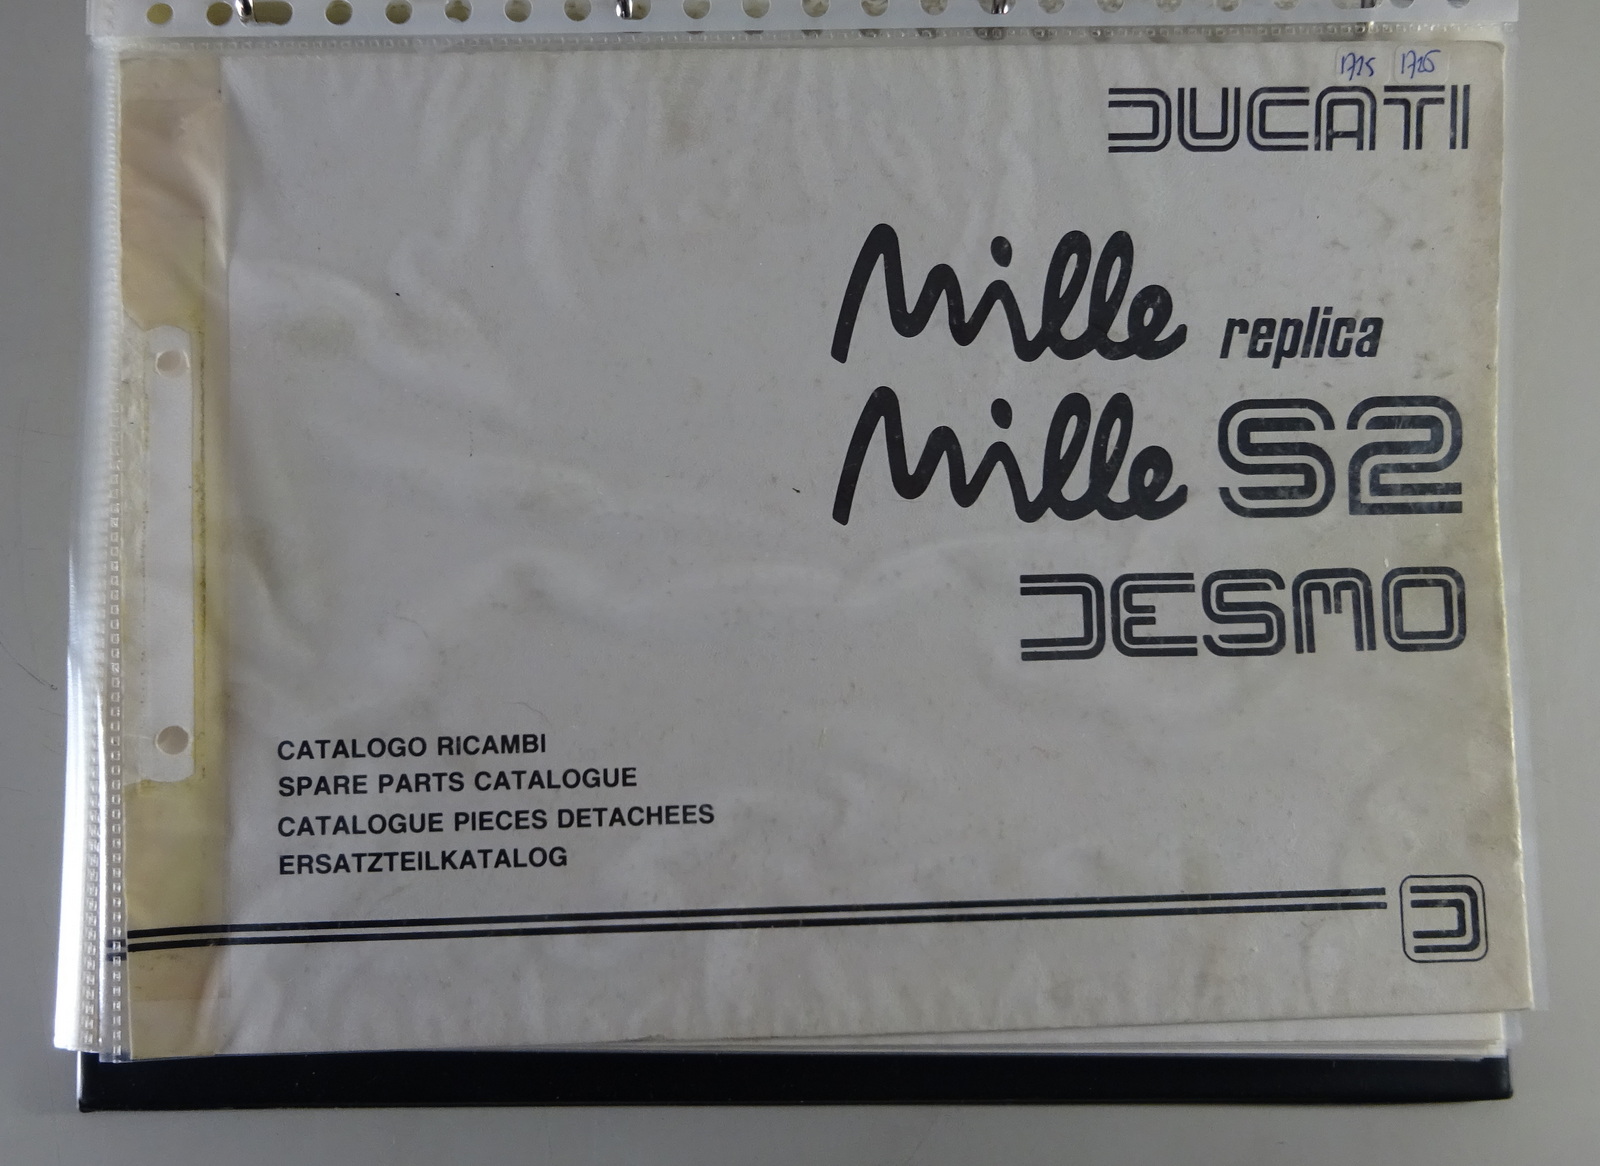 1725 1725
DUCATI
Mille replica
Mille S2
DESMO
CATALOGO RICAMBI
SPARE PARTS CATALOGUE
CATALOGUE PIECES DETACHEES
ERSATZTEILKATALOG
D